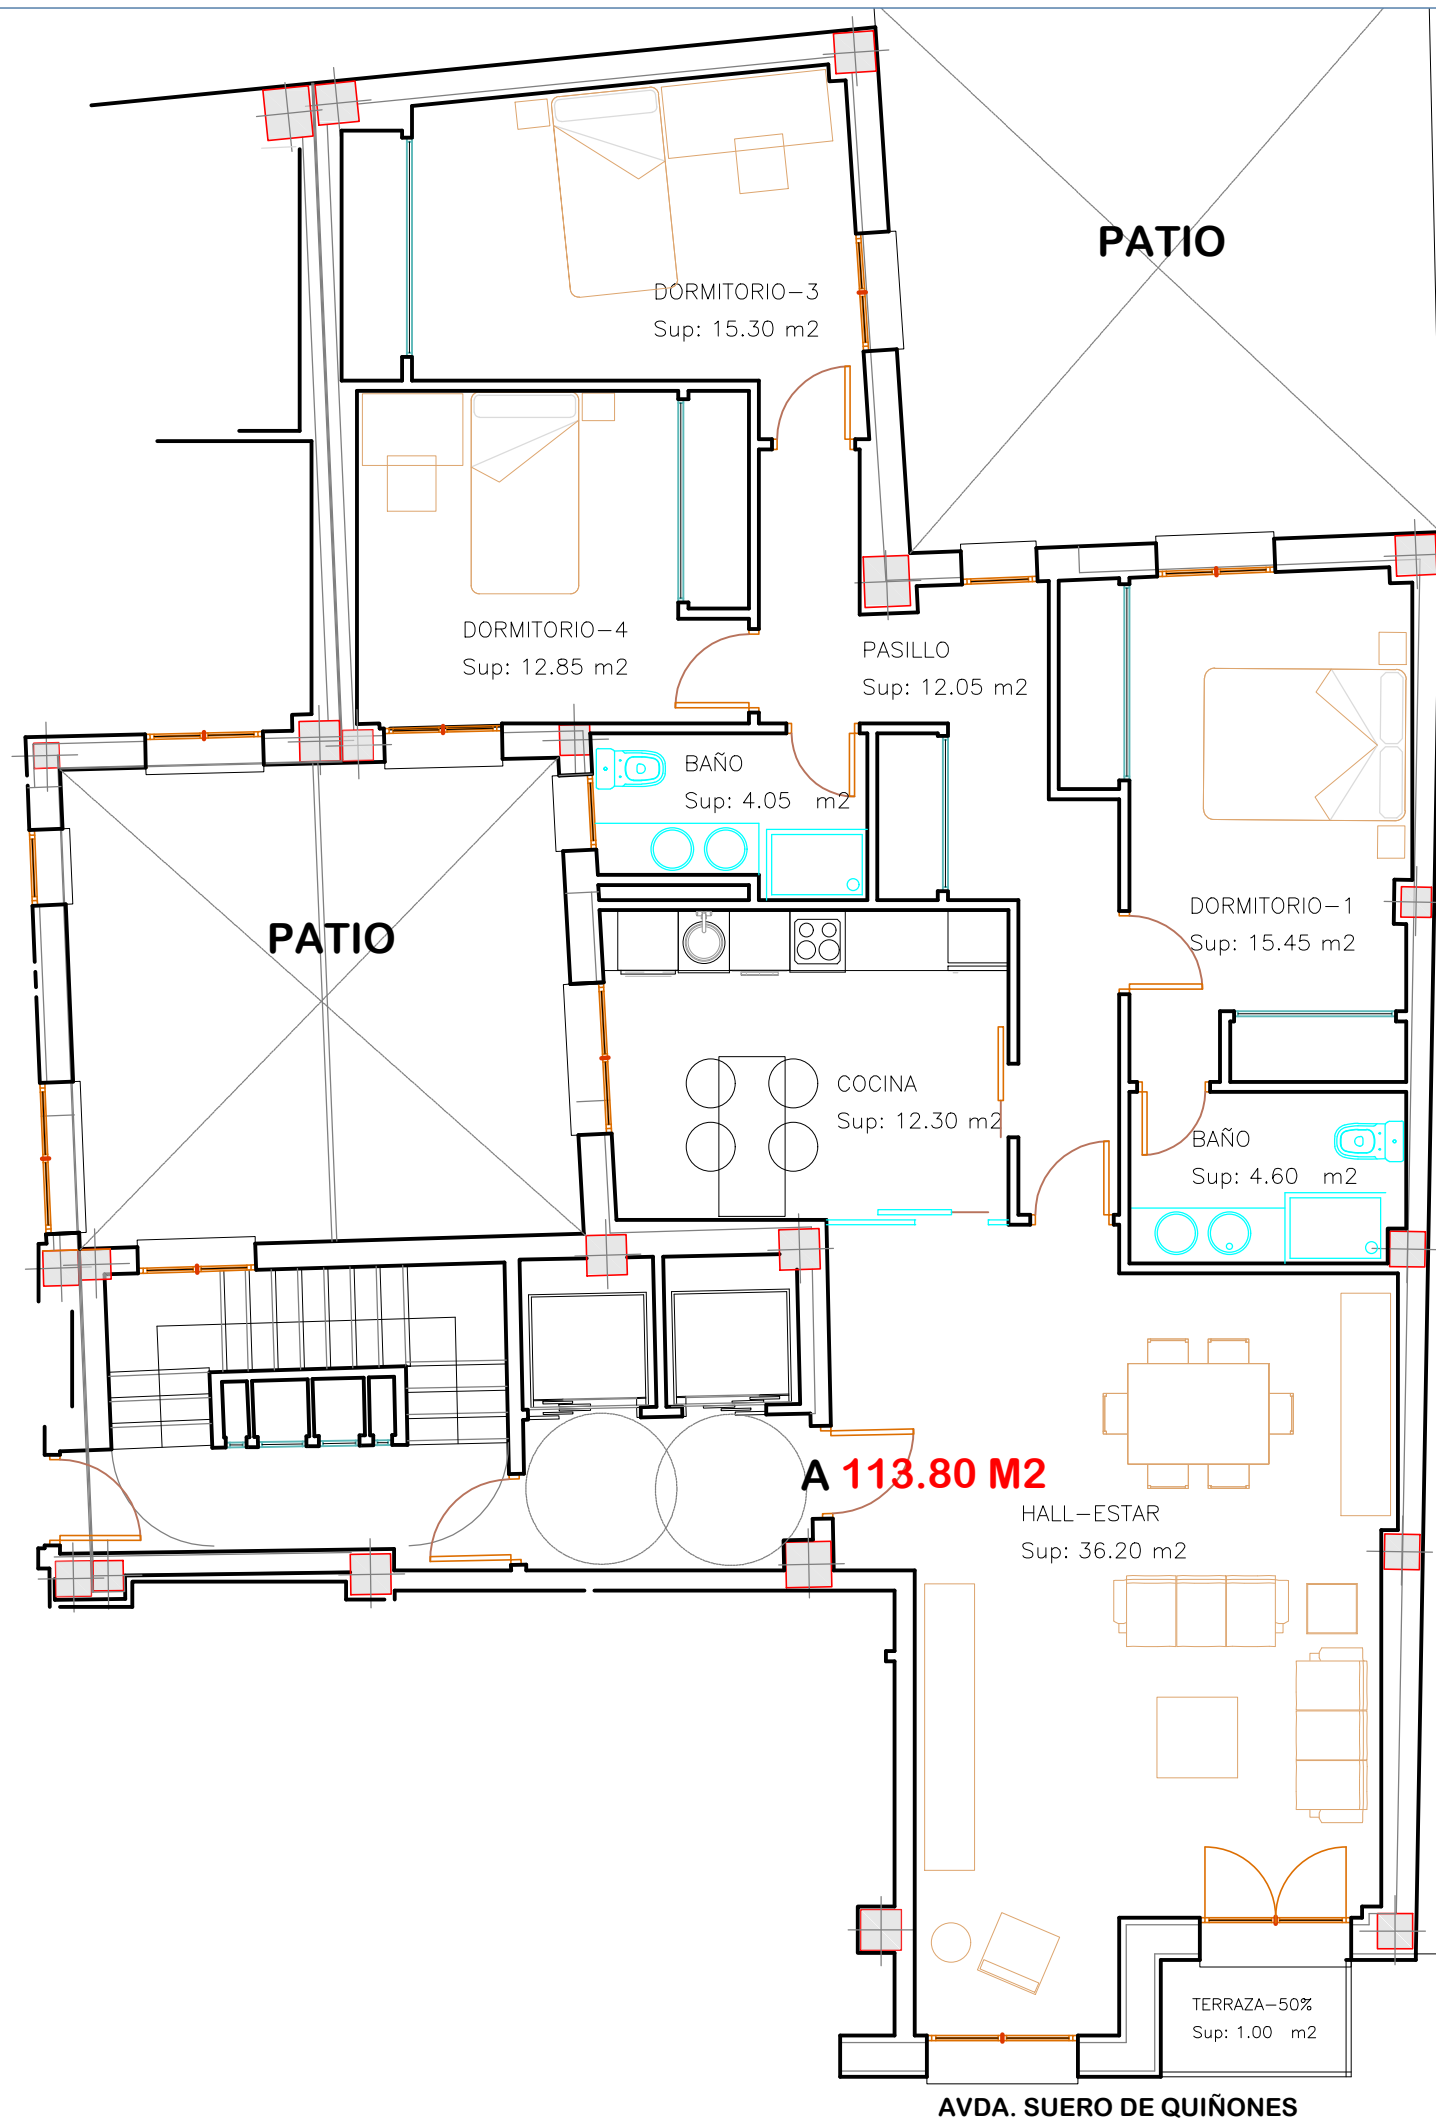 PATIO
DORMITORIO-3
Sup: 15.30 m2
DORMITORIO-4
Sup: 12.85 m2
PASILLO
Sup: 12.05 m2
BAÑO
Sup: 4.05 m2
PATIO
DORMITORIO-1
Sup: 15.45 m2
COCINA
Sup: 12.30 m2
BAÑO
Sup: 4.60 m2
A 113.80 M2
HALL-ESTAR
Sup: 36.20 m2
TERRAZA-50%
Sup: 1.00 m2
AVDA. SUERO DE QUIÑONES